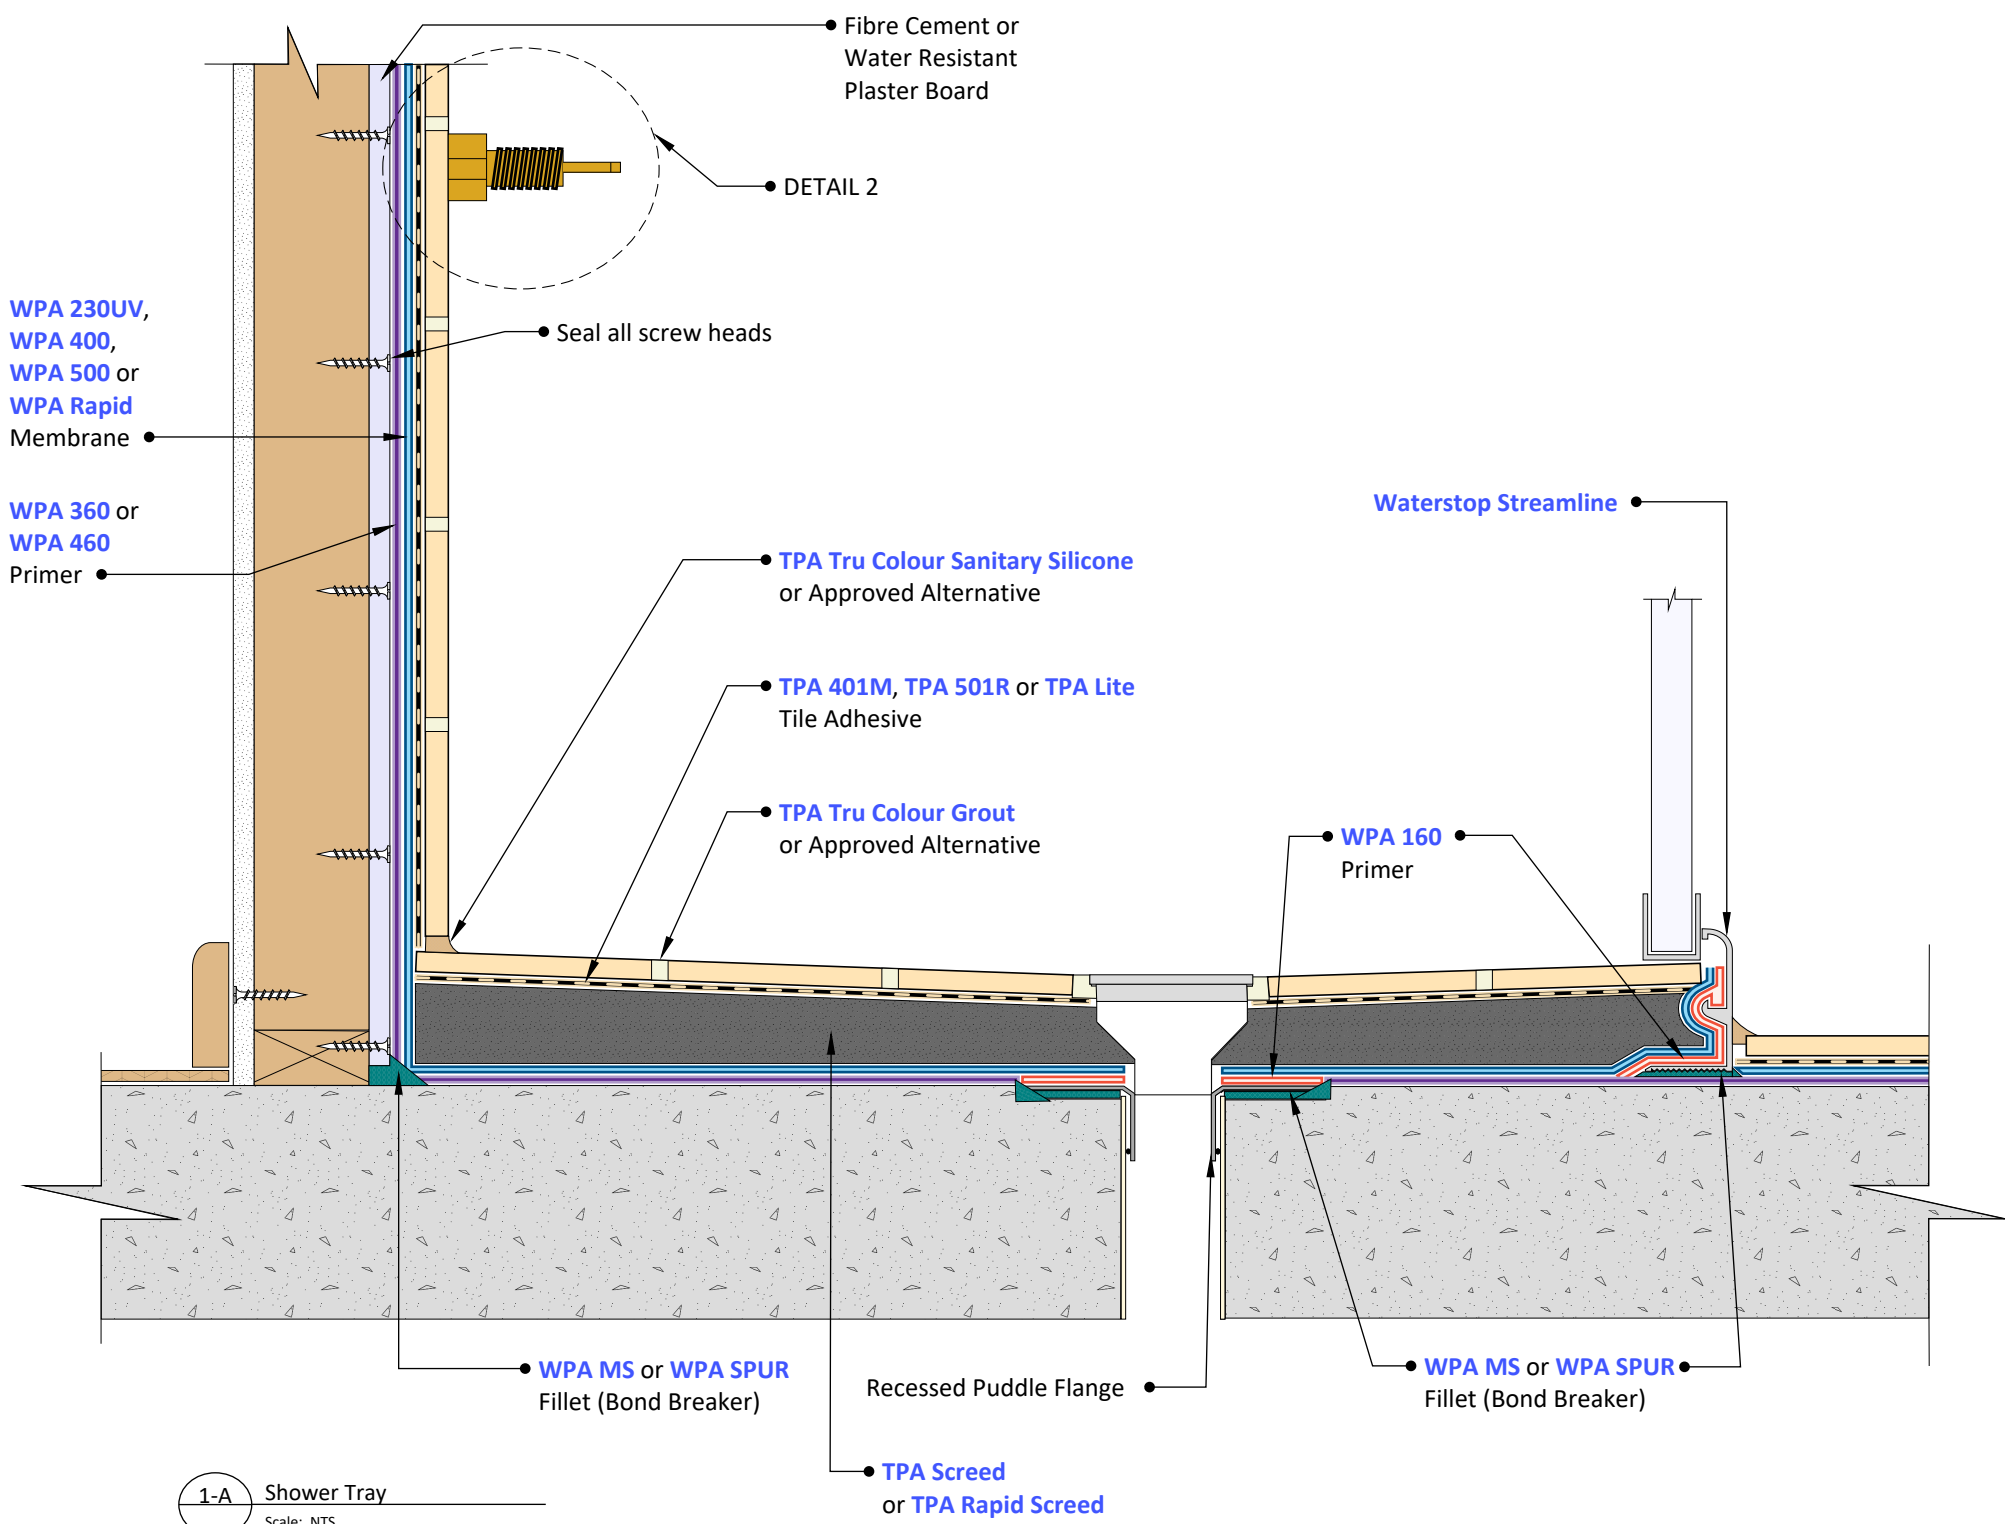 Fibre Cement or
Water Resistant
Plaster Board
DETAIL 2
WPA 230UV,
WPA 400,
WPA 500 or
WPA Rapid
Membrane
Seal all screw heads
WPA 360 or
WPA 460
Primer
Waterstop Streamline
TPA Tru Colour Sanitary Silicone
or Approved Alternative
TPA 401M, TPA 501R or TPA Lite
Tile Adhesive
TPA Tru Colour Grout
or Approved Alternative
WPA 160
Primer
WPA MS or WPA SPUR
Fillet (Bond Breaker)
Recessed Puddle Flange
WPA MS or WPA SPUR
Fillet (Bond Breaker)
TPA Screed
or TPA Rapid Screed
1-A Shower Tray
Scale: NTS